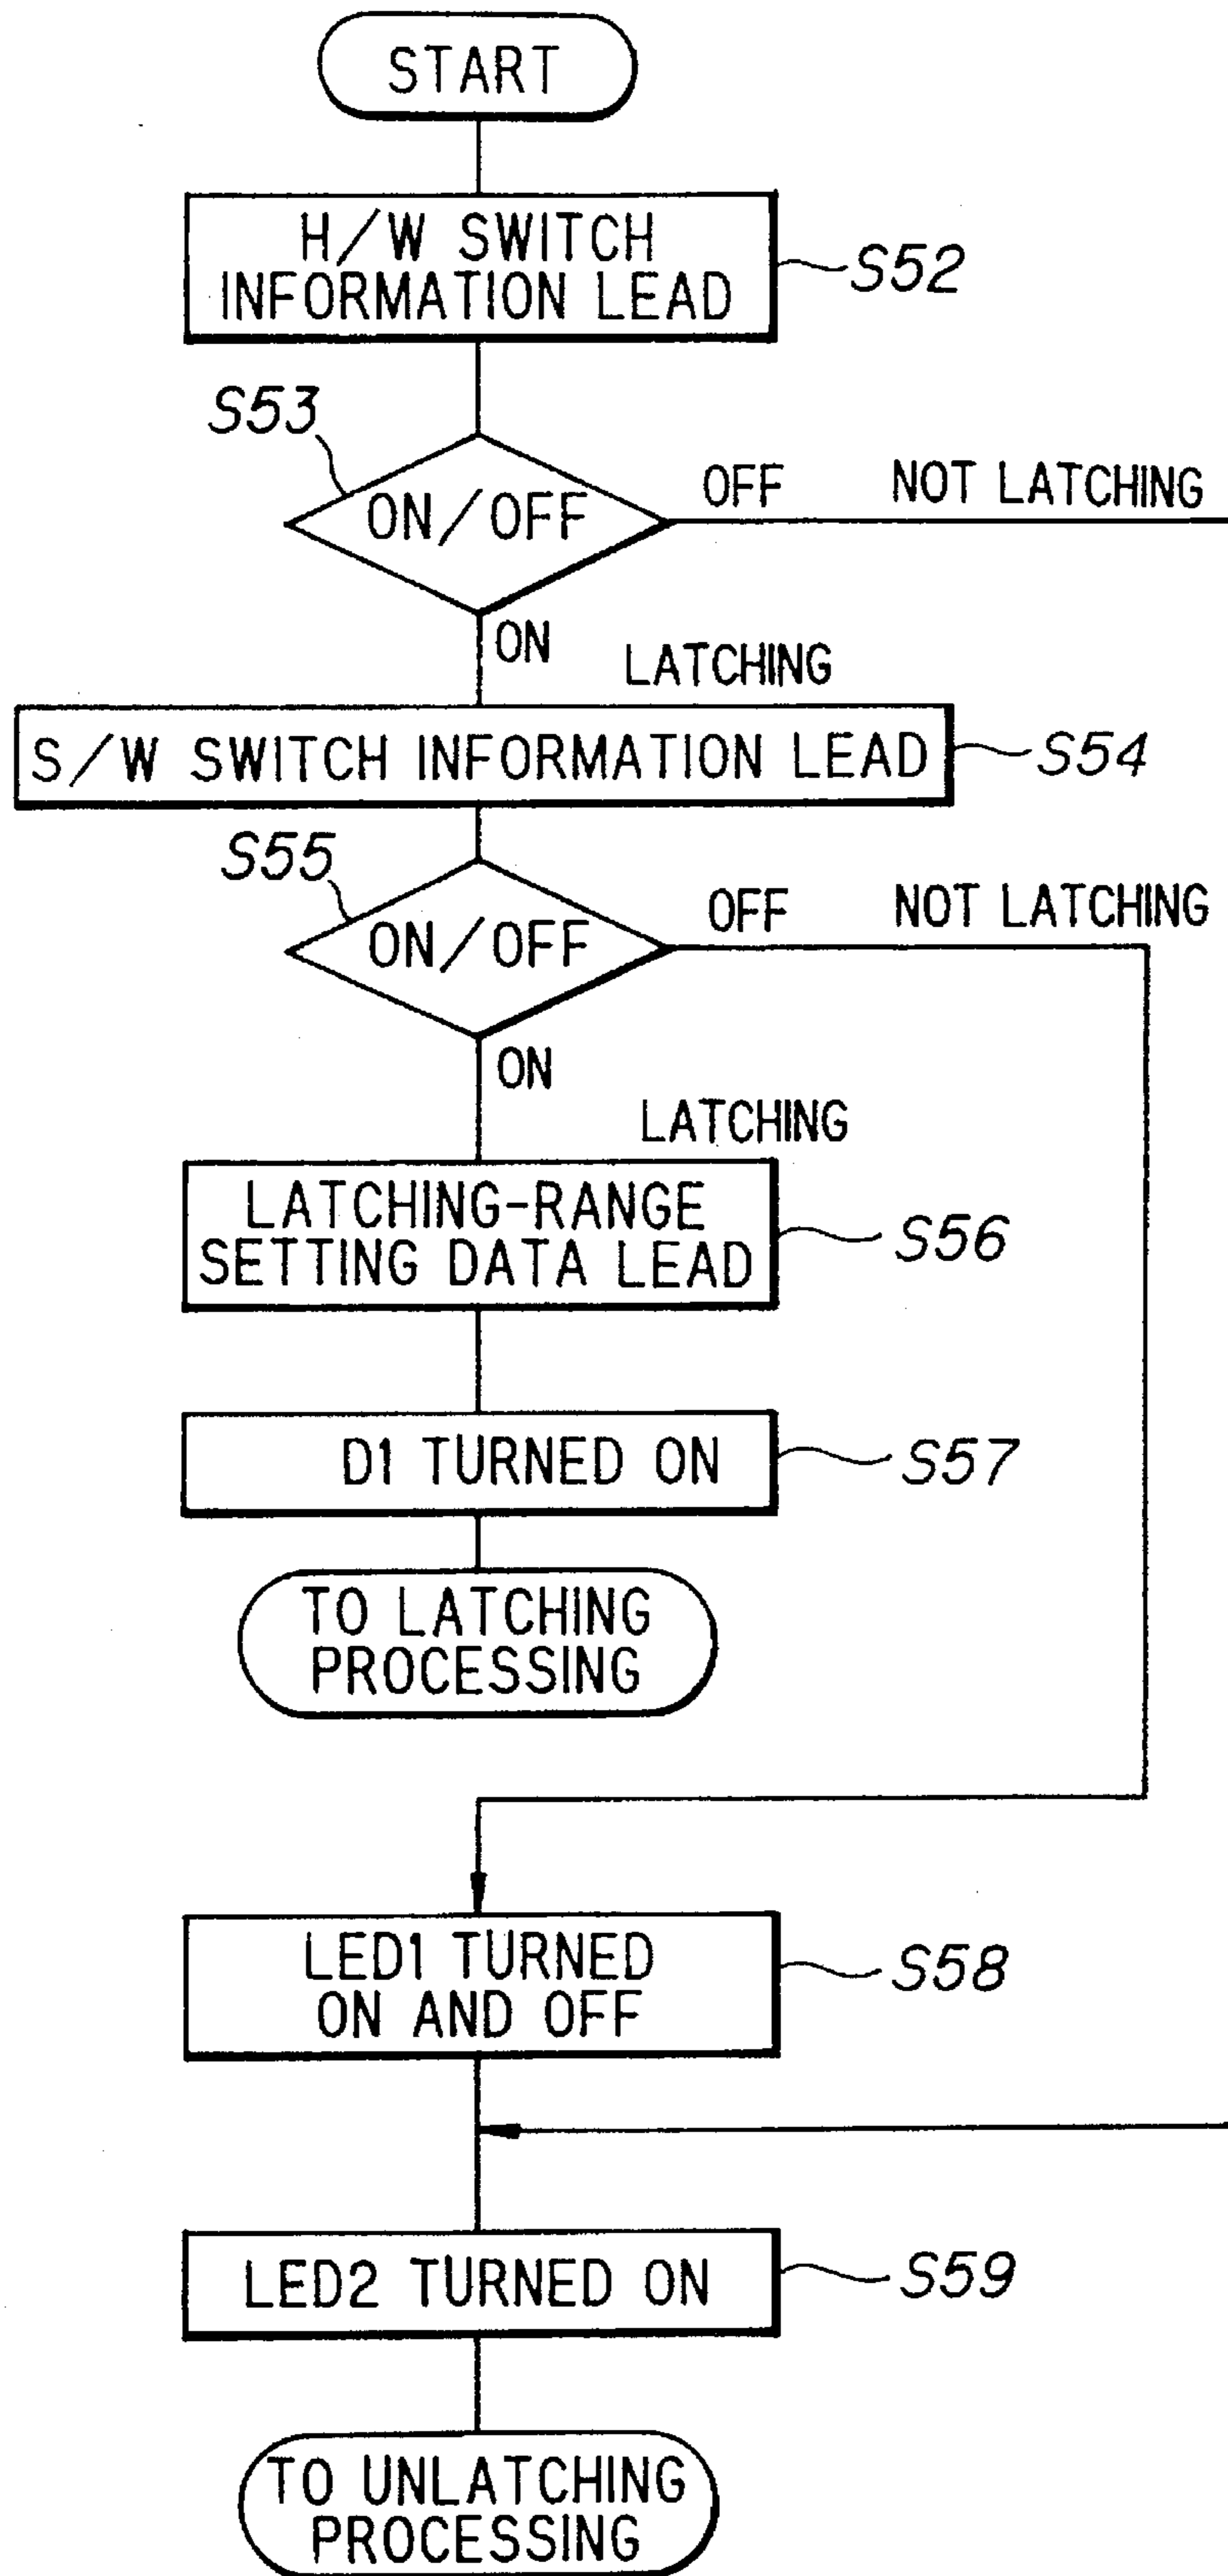 START
H/W SWITCH
INFORMATION LEAD
S52
S53
ON/OFF
OFF
NOT LATCHING
ON
LATCHING
S/W SWITCH INFORMATION LEAD
S54
S55
ON/OFF
OFF
NOT LATCHING
ON
LATCHING
LATCHING-RANGE
SETTING DATA LEAD
S56
D1 TURNED ON
S57
TO LATCHING
PROCESSING
LED1 TURNED
ON AND OFF
S58
LED2 TURNED ON
S59
TO UNLATCHING
PROCESSING